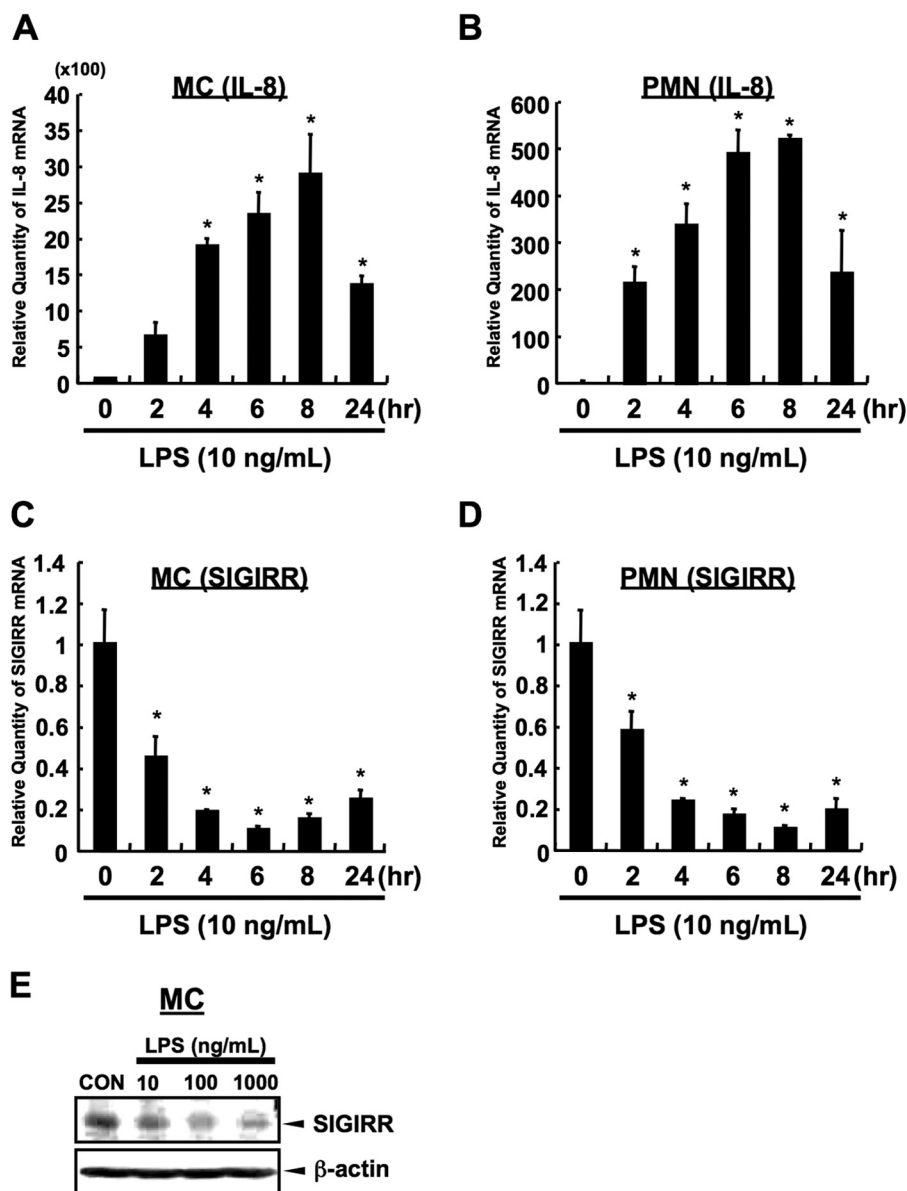 A
(x100)
MC (IL-8)
Relative Quantity of IL-8 mRNA
40
35
30
25
20
15
10
5
0
* * * *
0 2 4 6 8 24 (hr)
LPS (10 ng/mL)
B
PMN (IL-8)
Relative Quantity of IL-8 mRNA
600
500
400
300
200
100
0
* * * * *
0 2 4 6 8 24 (hr)
LPS (10 ng/mL)
C
MC (SIGIRR)
Relative Quantity of SIGIRR mRNA
1.4
1.2
1
0.8
0.6
0.4
0.2
0
* * * * *
0 2 4 6 8 24 (hr)
LPS (10 ng/mL)
D
PMN (SIGIRR)
Relative Quantity of SIGIRR mRNA
1.4
1.2
1
0.8
0.6
0.4
0.2
0
* * * * *
0 2 4 6 8 24 (hr)
LPS (10 ng/mL)
E
MC
LPS (ng/mL)
CON 10 100 1000
SIGIRR
β-actin